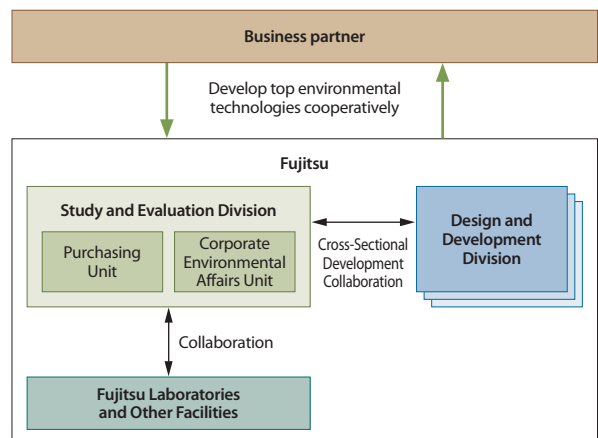 Business partner
Develop top environmental
technologies cooperatively
Fujitsu
Study and Evaluation Division
Purchasing
Unit
Corporate
Environmental
Affairs Unit
Cross-Sectional
Development
Collaboration
Design and
Development
Division
Collaboration
Fujitsu Laboratories
and Other Facilities